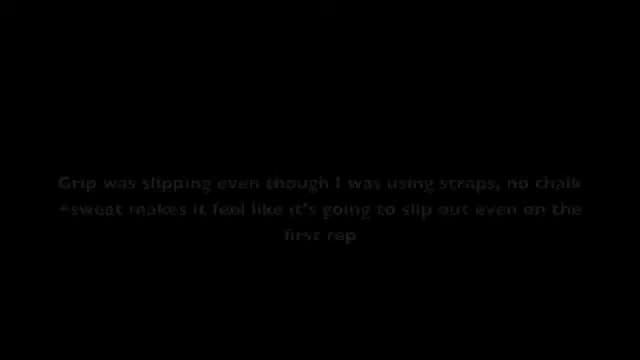 Grip was slipping even though I was using straps, no chalk
+sweat makes it feel like it's going to slip out even on the
first rep